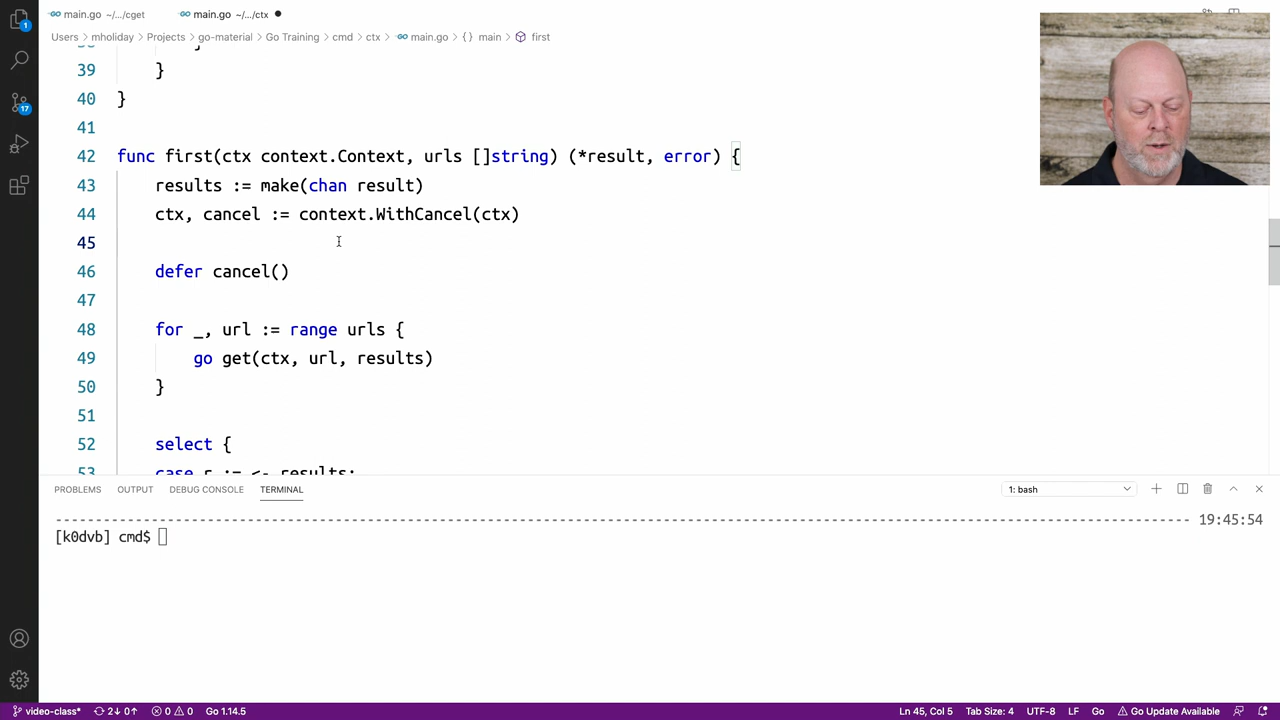 main.go ~/.../cget main.go ~/.../ctx
Users mholiday Projects go-material Go Training cmd ctx main.go {} main first
39 }
40 }
41
42 func first(ctx context.Context, urls []string) (*result, error) {
43 results := make(chan result)
44 ctx, cancel := context.WithCancel(ctx)
45
46 defer cancel()
47
48 for _, url := range urls {
49 go get(ctx, url, results)
50 }
51
52 select {
53 case r := <- results:
PROBLEMS OUTPUT DEBUG CONSOLE TERMINAL 1: bash
19:45:54
[k0dvb] cmd$
1
17
video-class* 2↓ 0↑ 0 0 Go 1.14.5 Ln 45, Col 5 Tab Size: 4 UTF-8 LF Go Go Update Available